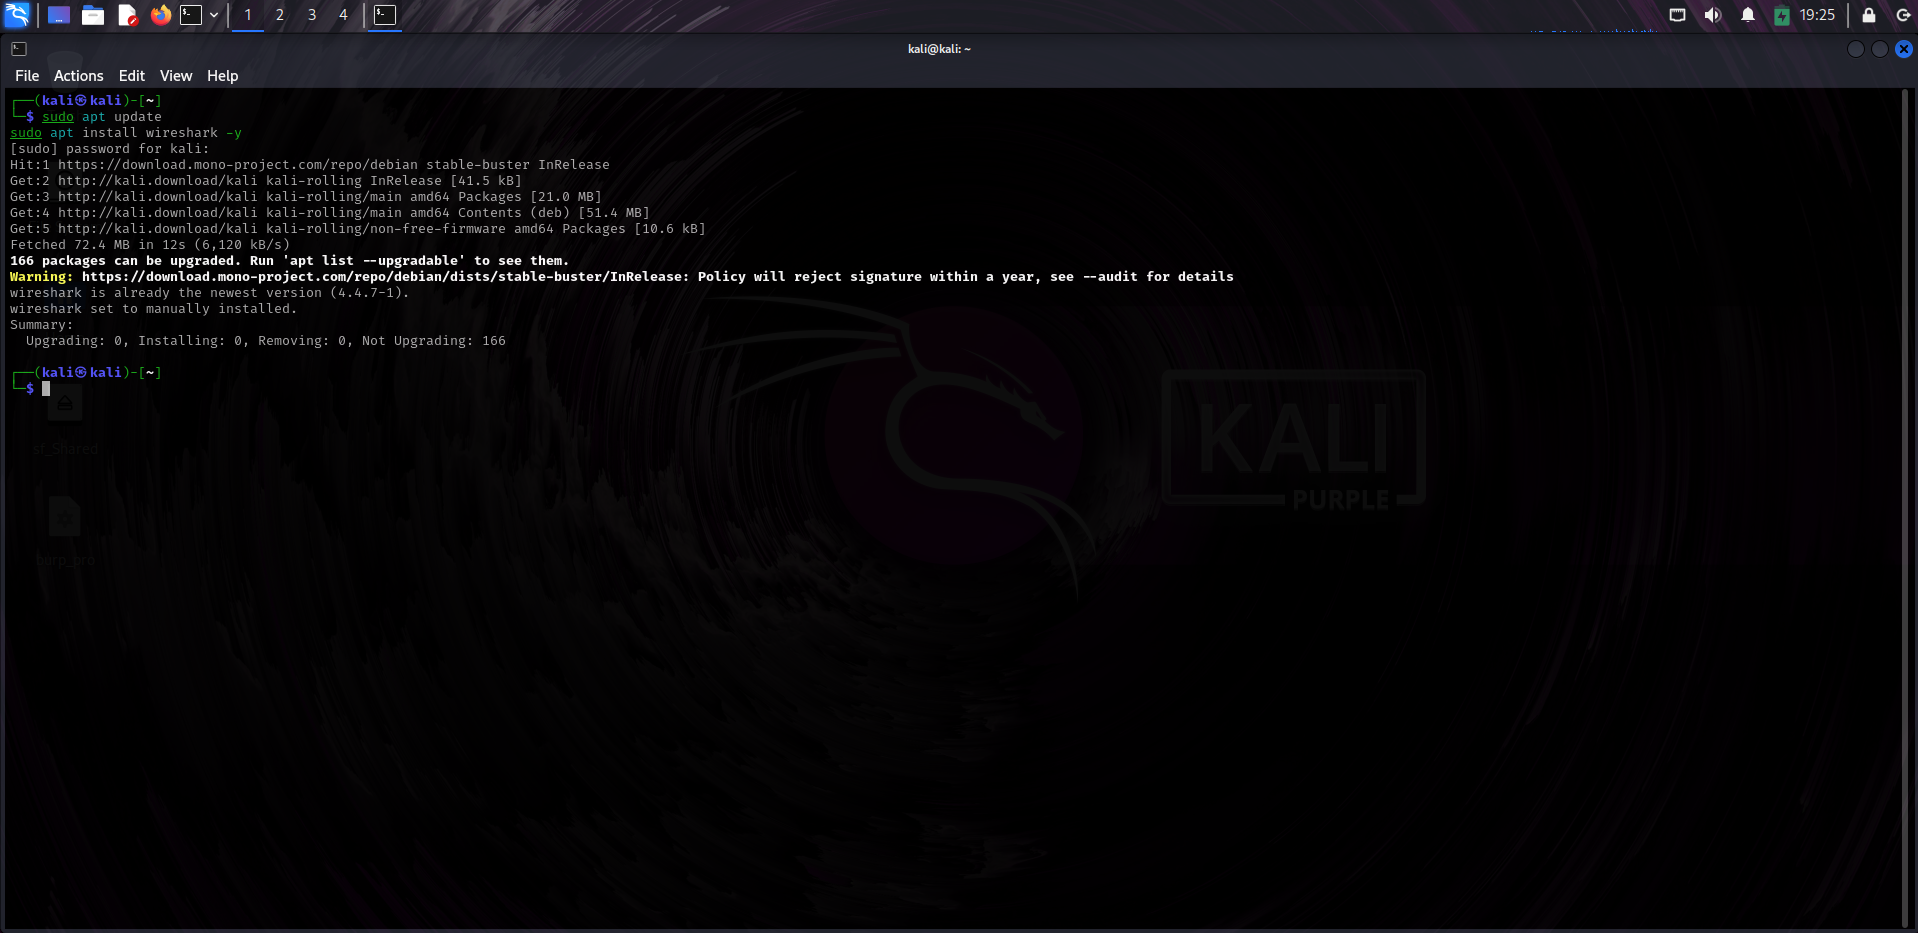 1 2 3 4 19:25
kali@kali: ~
File Actions Edit View Help
┌──(kali㉿kali)-[~]
└─$ sudo apt update
sudo apt install wireshark -y
[sudo] password for kali:
Hit:1 https://download.mono-project.com/repo/debian stable-buster InRelease
Get:2 http://kali.download/kali kali-rolling InRelease [41.5 kB]
Get:3 http://kali.download/kali kali-rolling/main amd64 Packages [21.0 MB]
Get:4 http://kali.download/kali kali-rolling/main amd64 Contents (deb) [51.4 MB]
Get:5 http://kali.download/kali kali-rolling/non-free-firmware amd64 Packages [10.6 kB]
Fetched 72.4 MB in 12s (6,120 kB/s)
166 packages can be upgraded. Run 'apt list --upgradable' to see them.
Warning: https://download.mono-project.com/repo/debian/dists/stable-buster/InRelease: Policy will reject signature within a year, see --audit for details
wireshark is already the newest version (4.4.7-1).
wireshark set to manually installed.
Summary:
  Upgrading: 0, Installing: 0, Removing: 0, Not Upgrading: 166
┌──(kali㉿kali)-[~]
└─$
sf_Shared
burp_pro
KALI
PURPLE